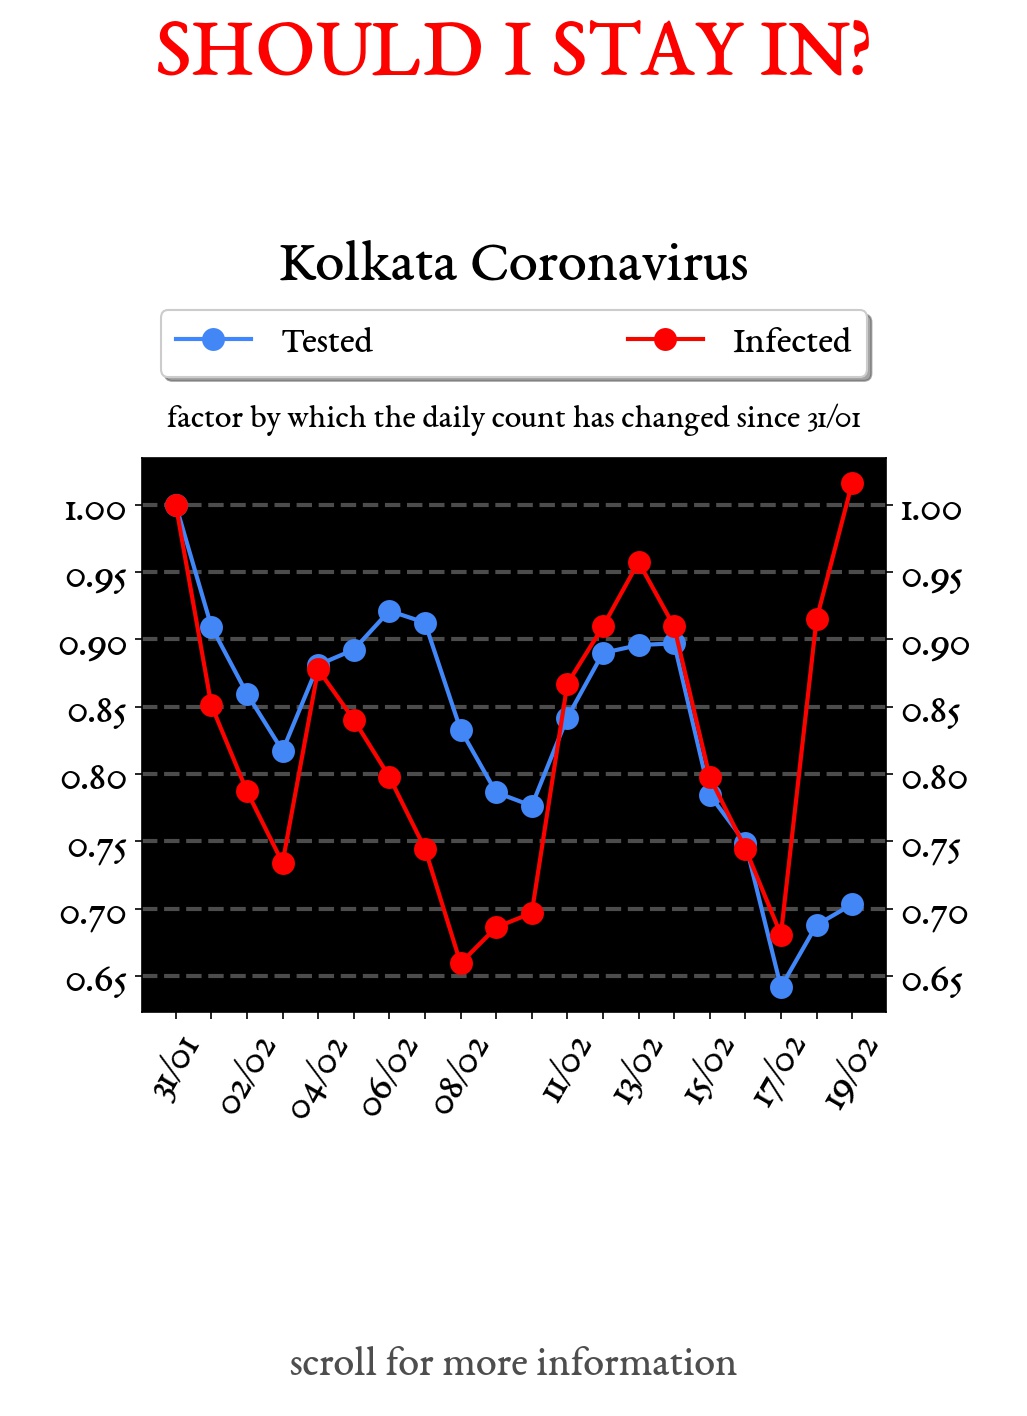 SHOULD I STAY IN?
Kolkata Coronavirus
Tested Infected
factor by which the daily count has changed since 31/01
1.00 1.00
0.95 0.95
0.90 0.90
0.85 0.85
0.80 0.80
0.75 0.75
0.70 0.70
0.65 0.65
31/01 02/02 04/02 06/02 08/02 11/02 13/02 15/02 17/02 19/02
scroll for more information